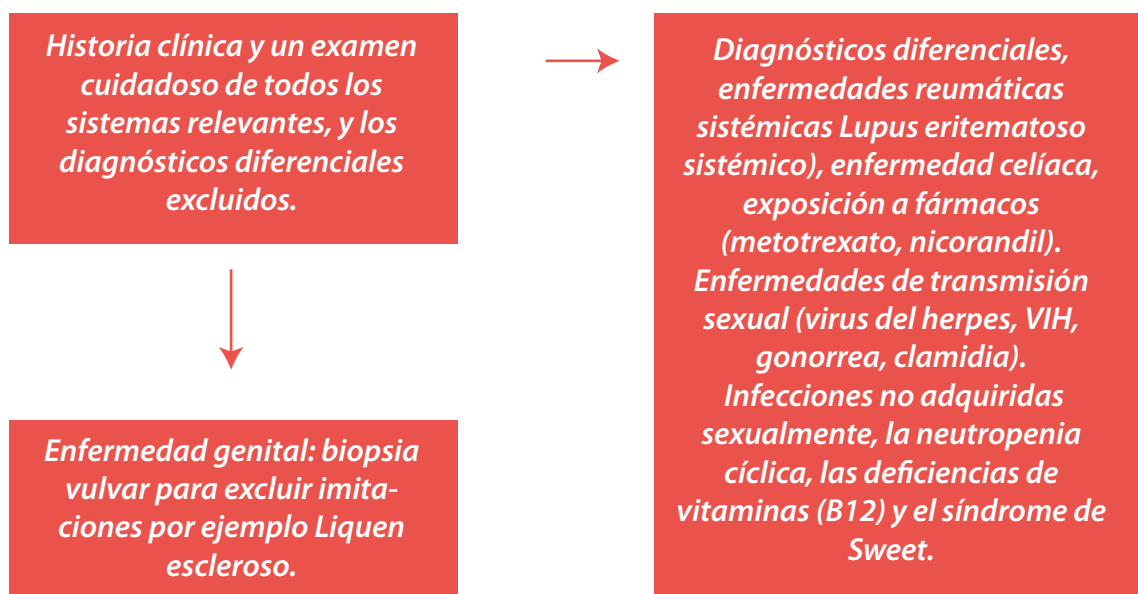 Historia clínica y un examen
cuidadoso de todos los
sistemas relevantes, y los
diagnósticos diferenciales
excluidos.
Diagnósticos diferenciales,
enfermedades reumáticas
sistémicas Lupus eritematoso
sistémico), enfermedad celíaca,
exposición a fármacos
(metotrexato, nicorandil).
Enfermedades de transmisión
sexual (virus del herpes, VIH,
gonorrea, clamidia).
Infecciones no adquiridas
sexualmente, la neutropenia
cíclica, las deficiencias de
vitaminas (B12) y el síndrome de
Sweet.
Enfermedad genital: biopsia
vulvar para excluir imita-
ciones por ejemplo Liquen
escleroso.